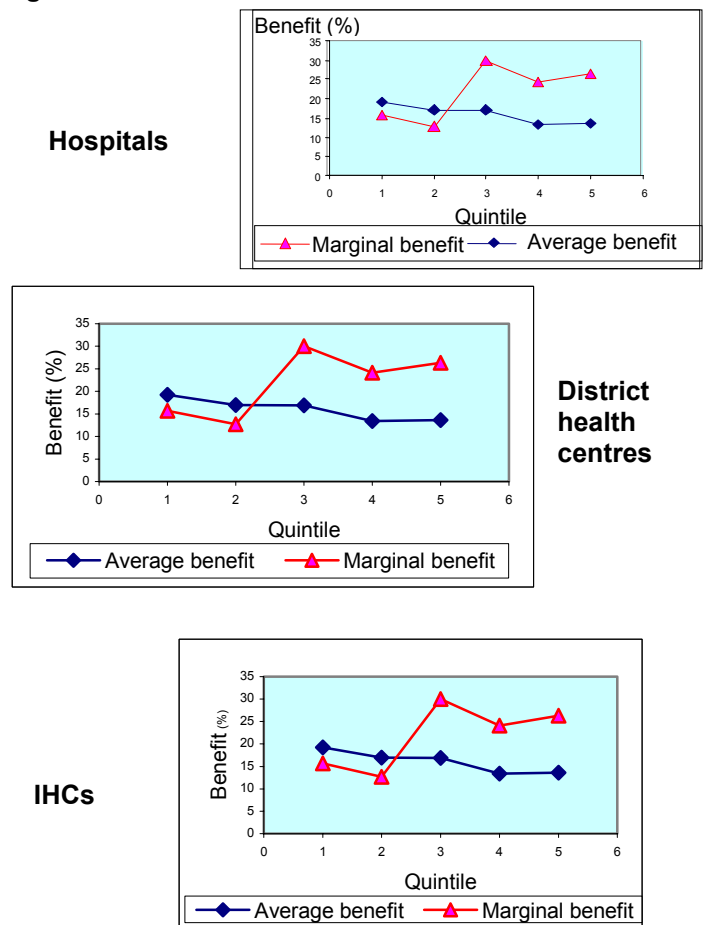 Benefit (%)
35
30
25
20
15
10
5
0
0 1 2 3 4 5 6
Quintile
Marginal benefit Average benefit
Hospitals
35
30
25
20
15
10
5
0
Benefit (%)
0 1 2 3 4 5 6
Quintile
Average benefit Marginal benefit
District
health
centres
35
30
25
20
15
10
5
0
Benefit (%)
0 1 2 3 4 5 6
Quintile
Average benefit Marginal benefit
IHCs